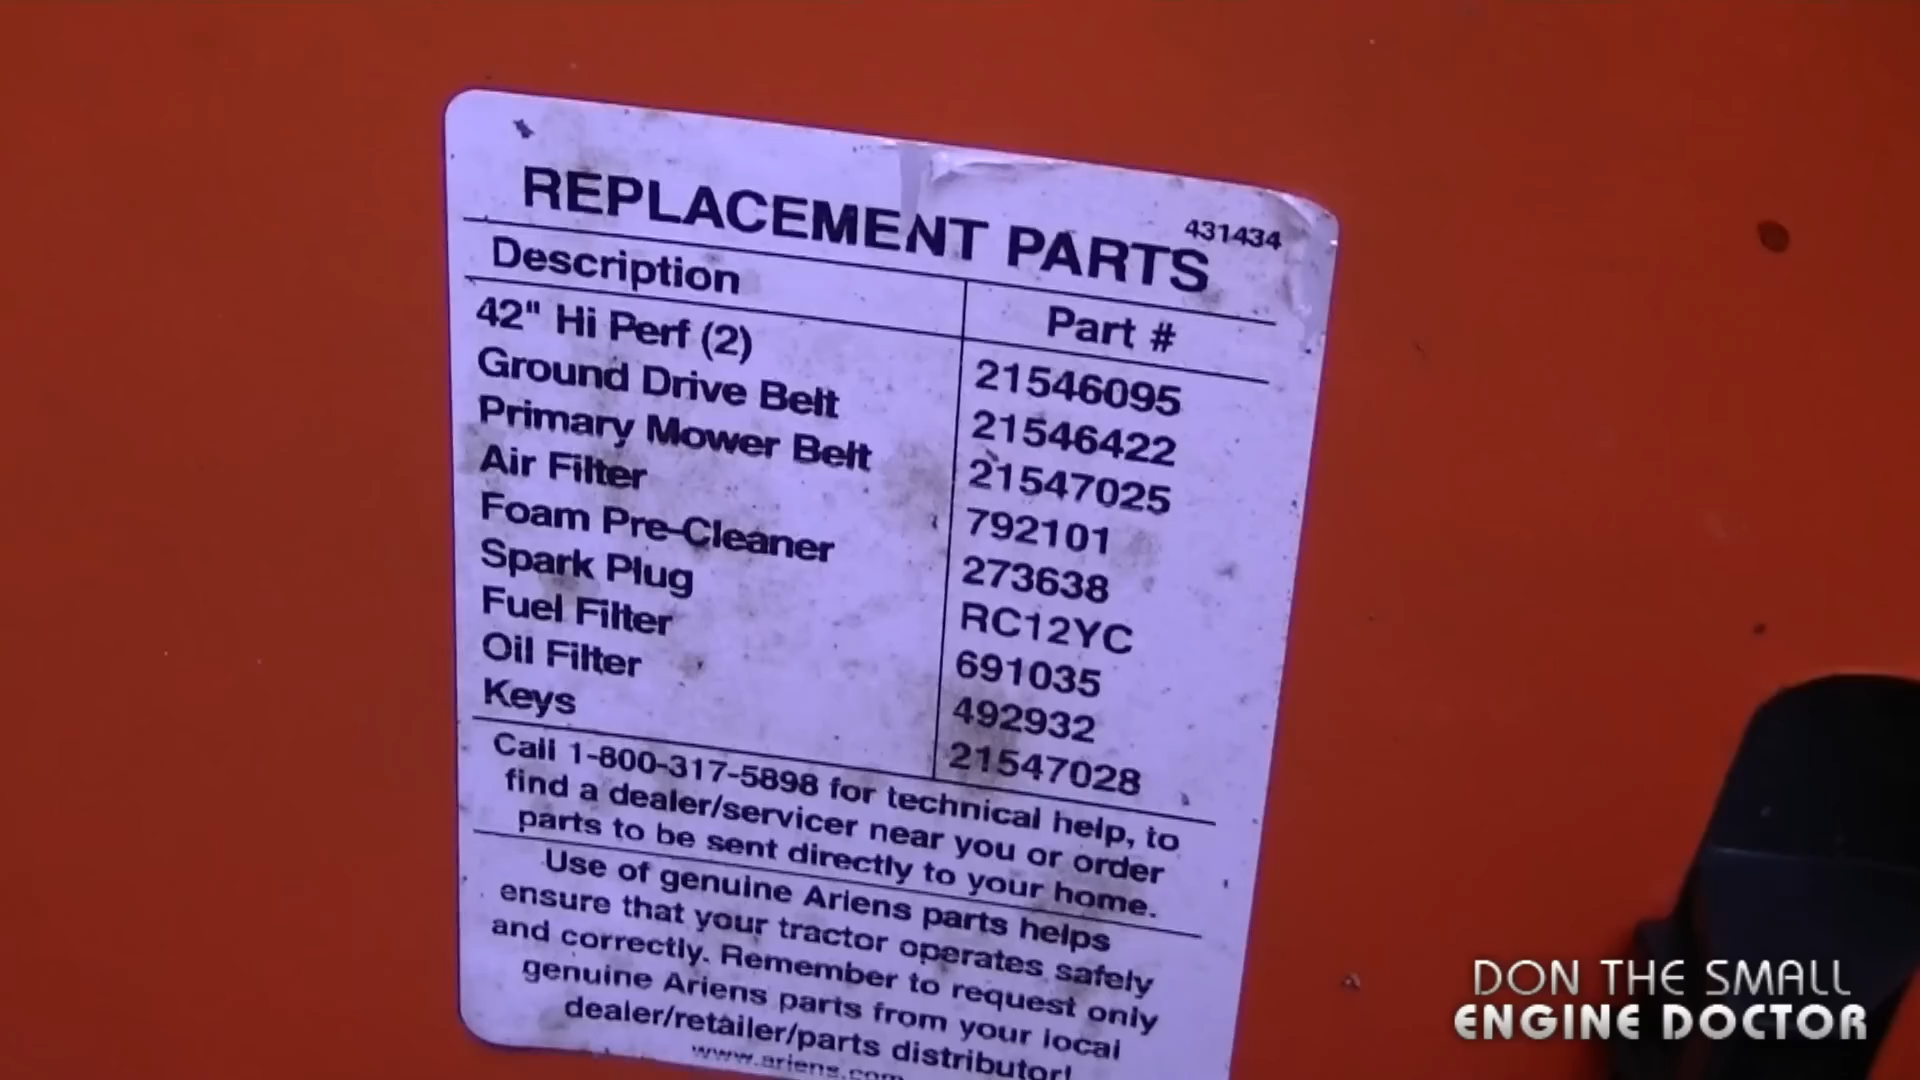 REPLACEMENT PARTS
431434
Description Part #
42" Hi Perf (2) 21546095
Ground Drive Belt 21546422
Primary Mower Belt 21547025
Air Filter 792101
Foam Pre-Cleaner 273638
Spark Plug RC12YC
Fuel Filter 691035
Oil Filter 492932
Keys 21547028
Call 1-800-317-5898 for technical help, to
find a dealer/servicer near you or order
parts to be sent directly to your home.
Use of genuine Ariens parts helps
ensure that your tractor operates safely
and correctly. Remember to request only
genuine Ariens parts from your local
dealer/retailer/parts distributor!
www.ariens.com
DON THE SMALL
ENGINE DOCTOR